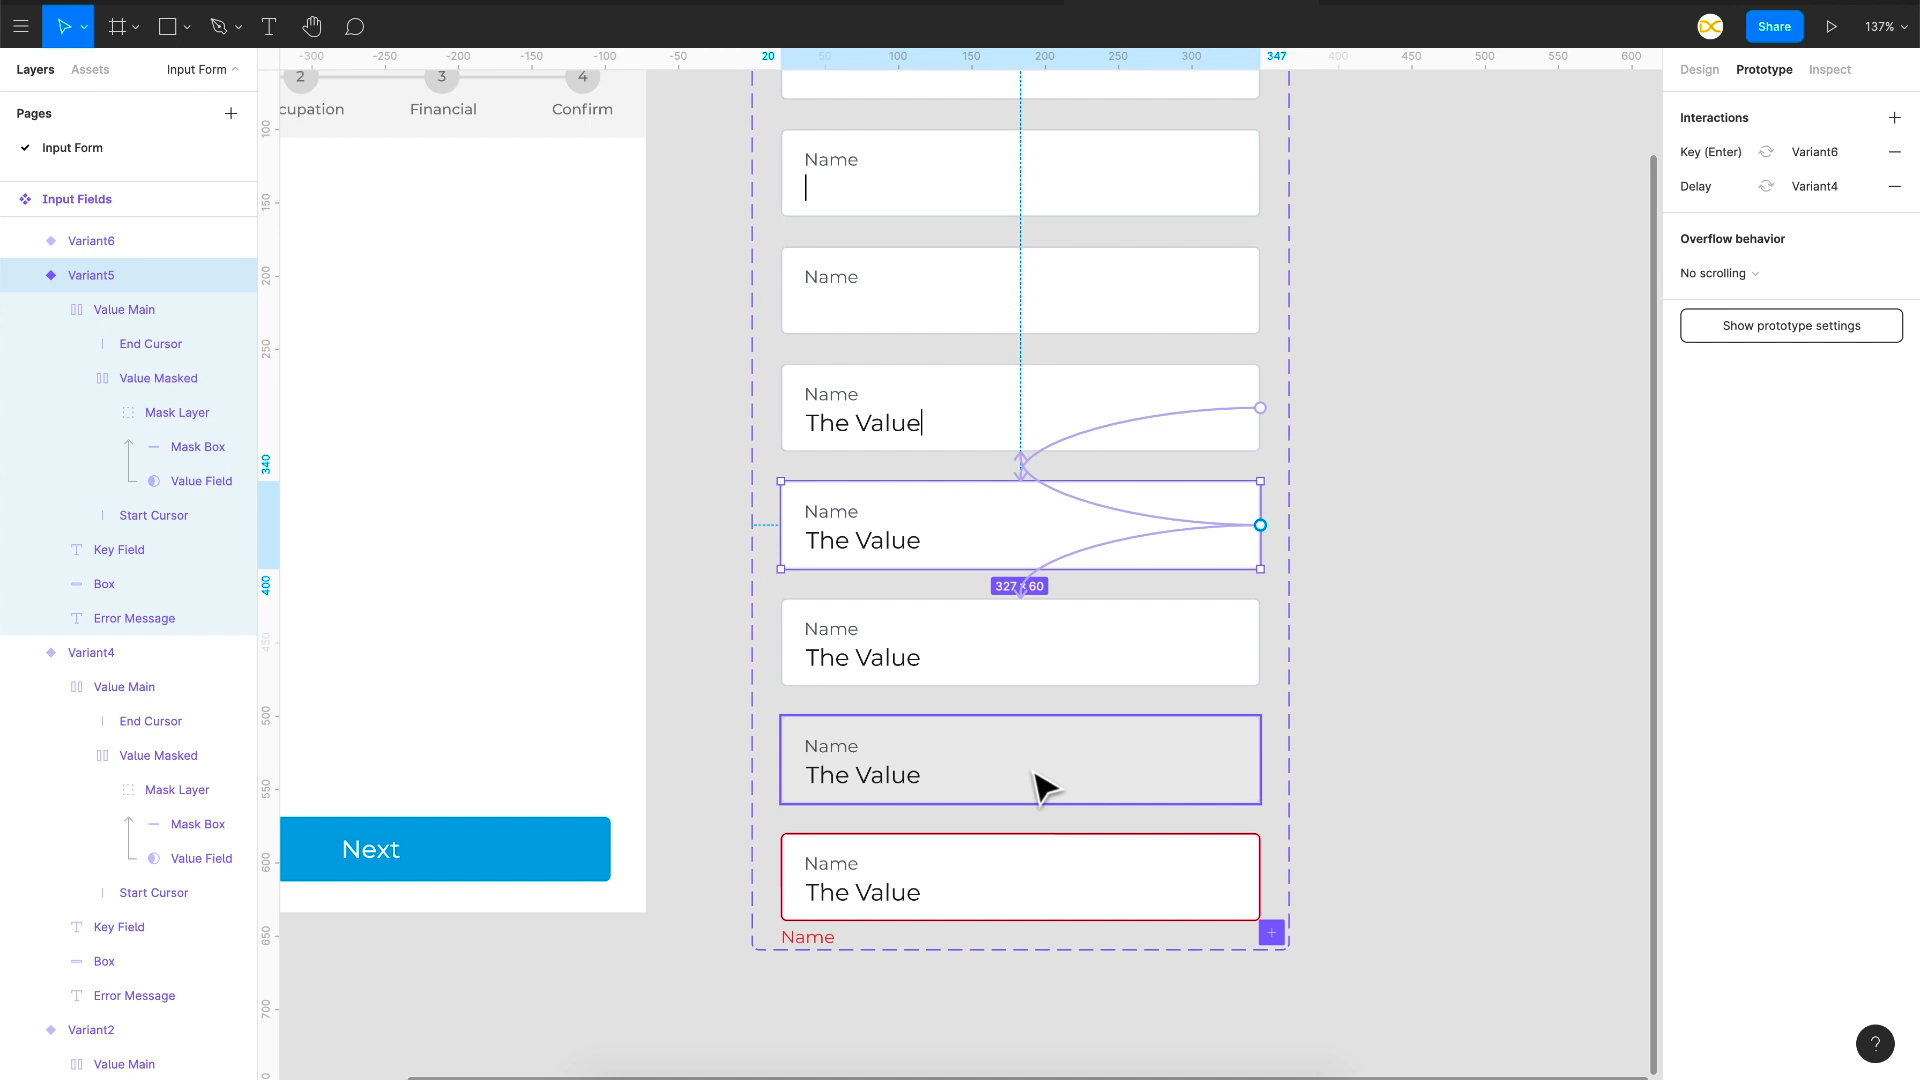 Share
137%
Layers
Assets
Input Form
Pages
Input Form
Input Fields
Variant6
Variant5
Value Main
End Cursor
Value Masked
Mask Layer
Mask Box
Value Field
Start Cursor
Key Field
Box
Error Message
Variant4
Value Main
End Cursor
Value Masked
Mask Layer
Mask Box
Value Field
Start Cursor
Key Field
Box
Error Message
Variant2
Value Main
-300
-250
-200
-150
-100
-50
20
50
100
150
200
250
300
347
400
450
500
550
600
100
150
200
250
340
400
450
500
550
600
650
700
2
3
4
cupation
Financial
Confirm
Next
Name
Name
Name
The Value
Name
The Value
327 × 60
Name
The Value
Name
The Value
Name
The Value
Name
Design
Prototype
Inspect
Interactions
Key (Enter)
Variant6
Delay
Variant4
Overflow behavior
No scrolling
Show prototype settings
?